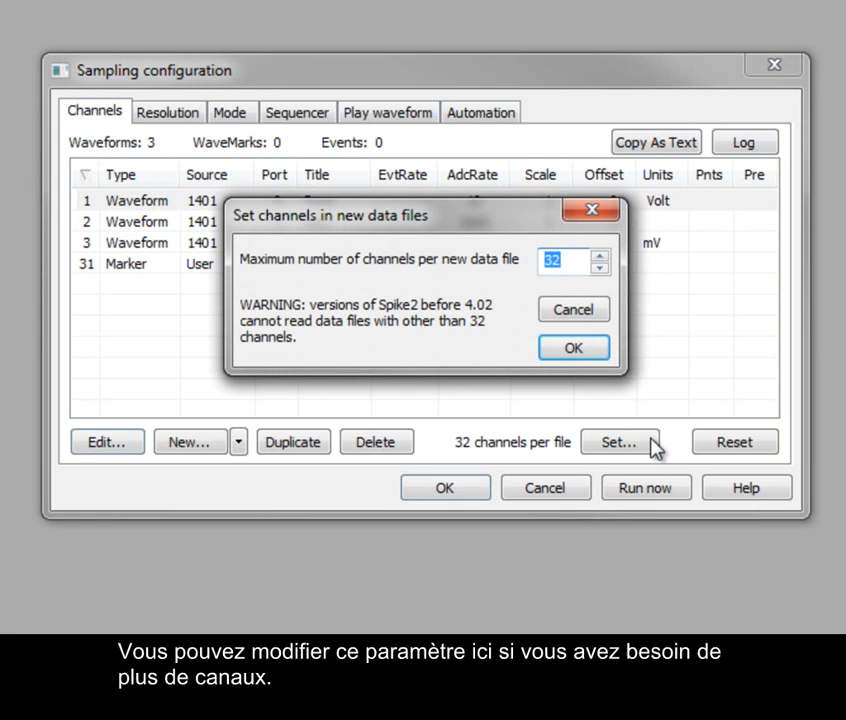 Sampling configuration
Channels Resolution Mode Sequencer Play waveform Automation
Waveforms: 3 WaveMarks: 0 Events: 0 Copy As Text Log
Type Source Port Title EvtRate AdcRate Scale Offset Units Pnts Pre
1 Waveform 1401 Volt
2 Waveform 1401
3 Waveform 1401 mV
31 Marker User
Set channels in new data files
Maximum number of channels per new data file 32
WARNING: versions of Spike2 before 4.02
cannot read data files with other than 32
channels.
Cancel
OK
Edit... New... Duplicate Delete 32 channels per file Set... Reset
OK Cancel Run now Help
Vous pouvez modifier ce paramètre ici si vous avez besoin de
plus de canaux.